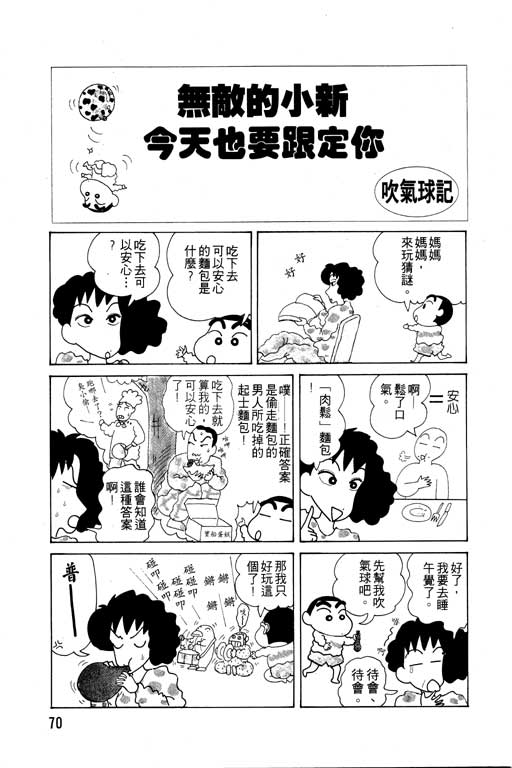 無敵的小新
今天也要跟定你
吹氣球記
媽媽，
媽媽，
來玩猜謎。
好
好
吃下去
可以安心
的麵包是
什麼？
吃下去可
以安心…
？
安心
＝
啊—
鬆了口
氣。
「肉鬆」麵包
！
噗——！正確答案
是偷走麵包的
男人所吃掉的
起士麵包！
吃下去就
算我的
可以安心
了！
誰會知道
這種答案
啊！
好了，
我要去睡
午覺了。
先幫我吹
氣球吧。
待會、
待會。
那我只
好玩這
個了！
鏘
鏘
鏘
碰
叩
碰
叩
碰
叩
普——
70